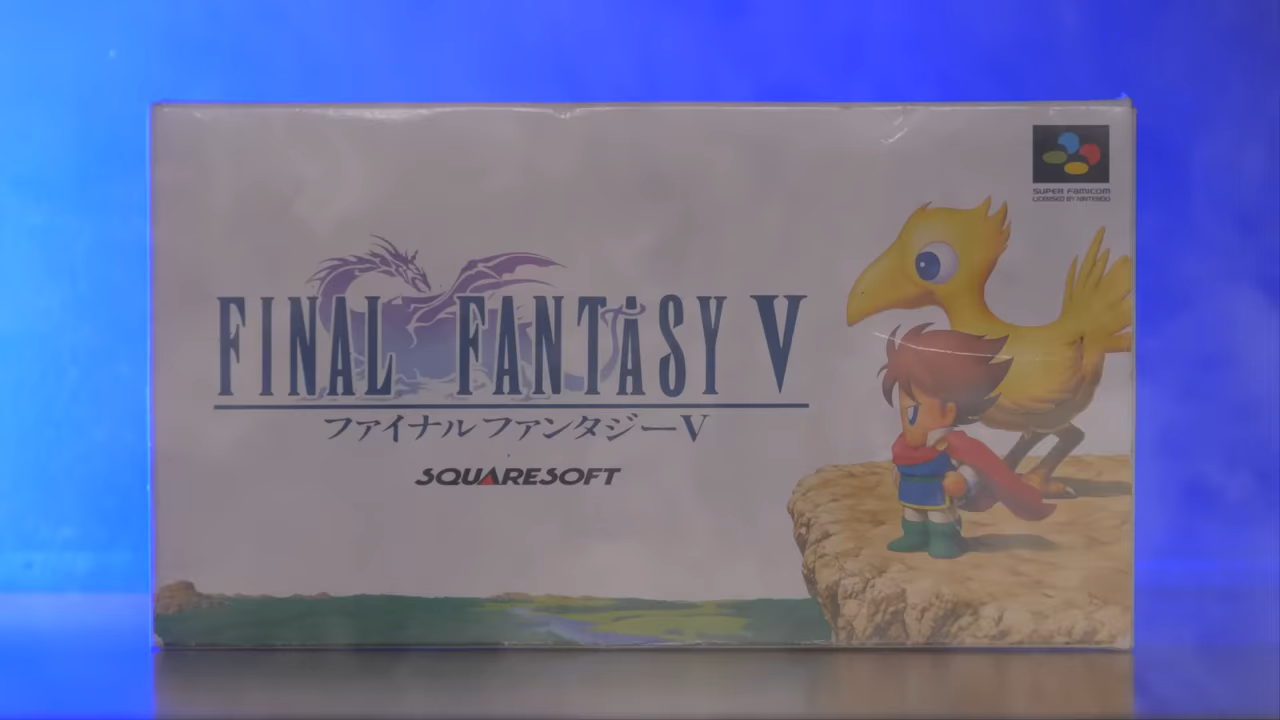 SUPER FAMICOM
LICENSED BY NINTENDO
FINAL FANTASY V
ファイナルファンタジーV
SQUARESOFT